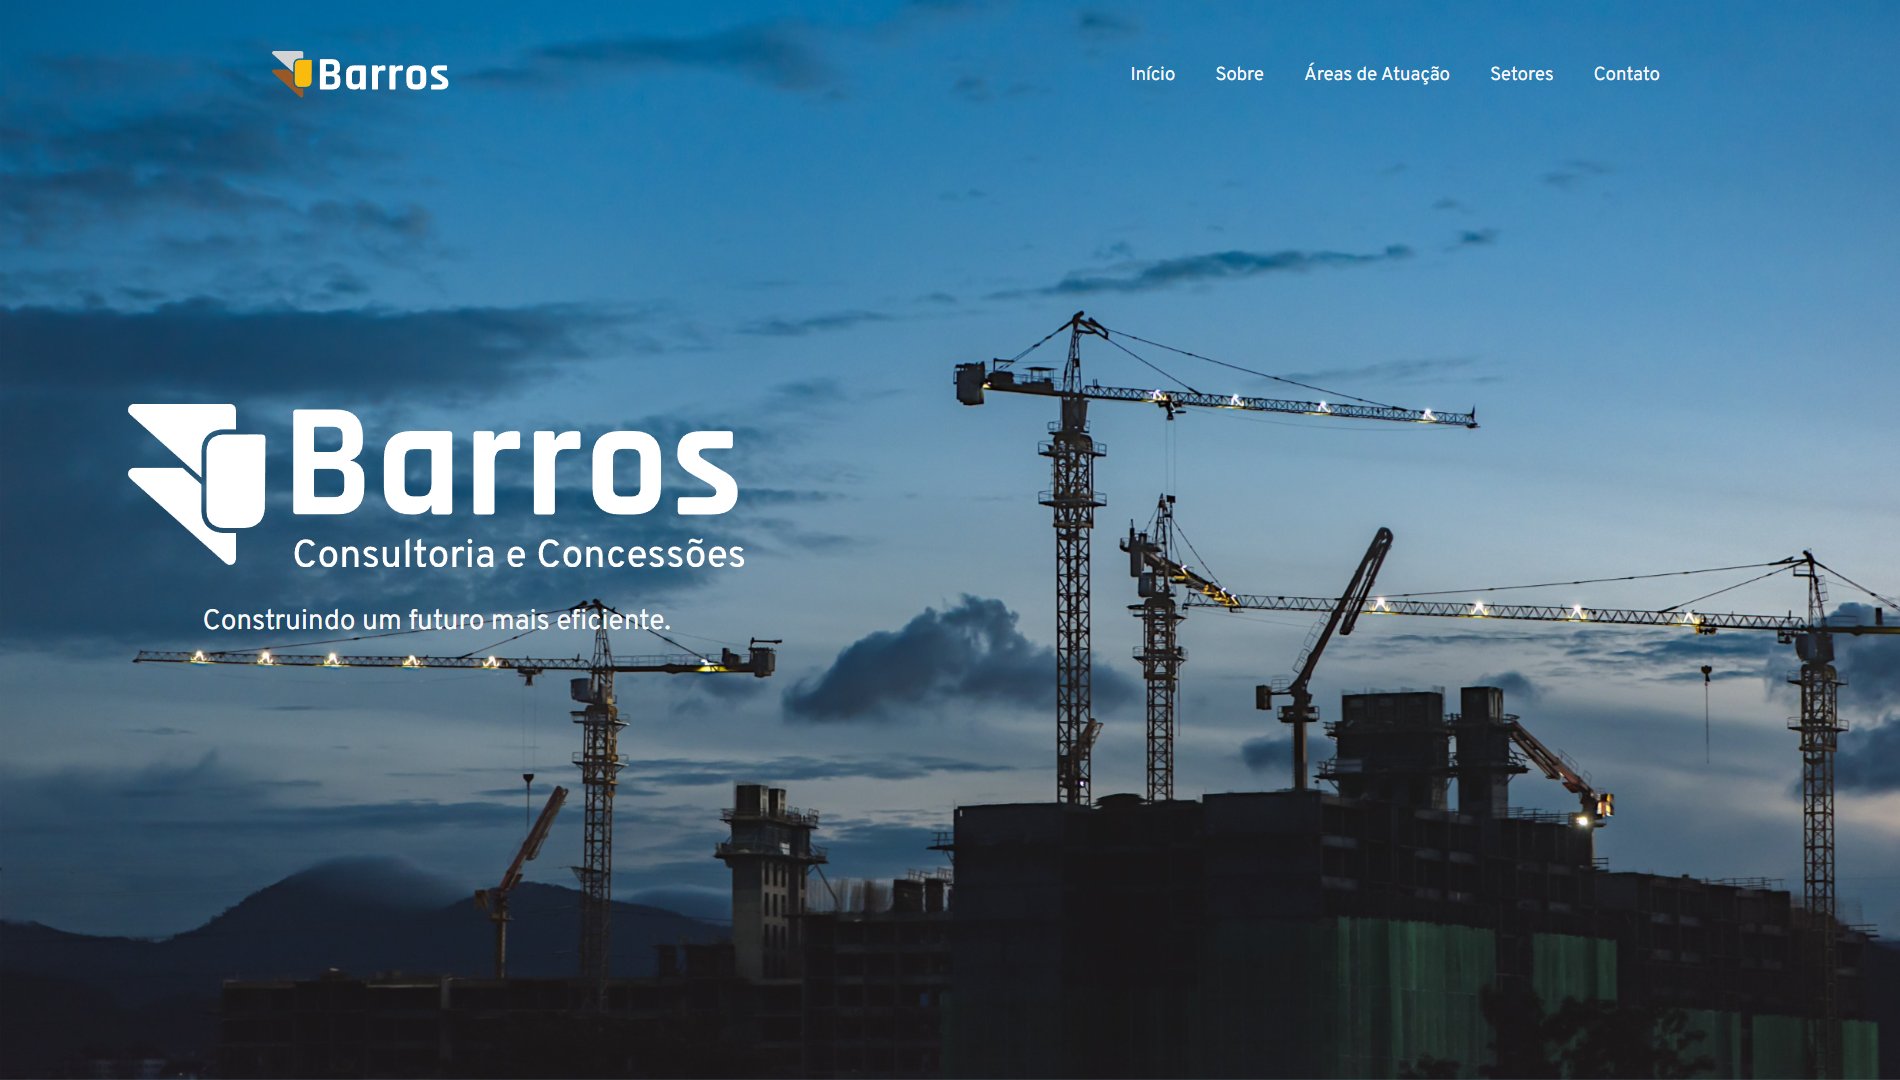 Barros
Início Sobre Áreas de Atuação Setores Contato
Barros
Consultoria e Concessões
Construindo um futuro mais eficiente.